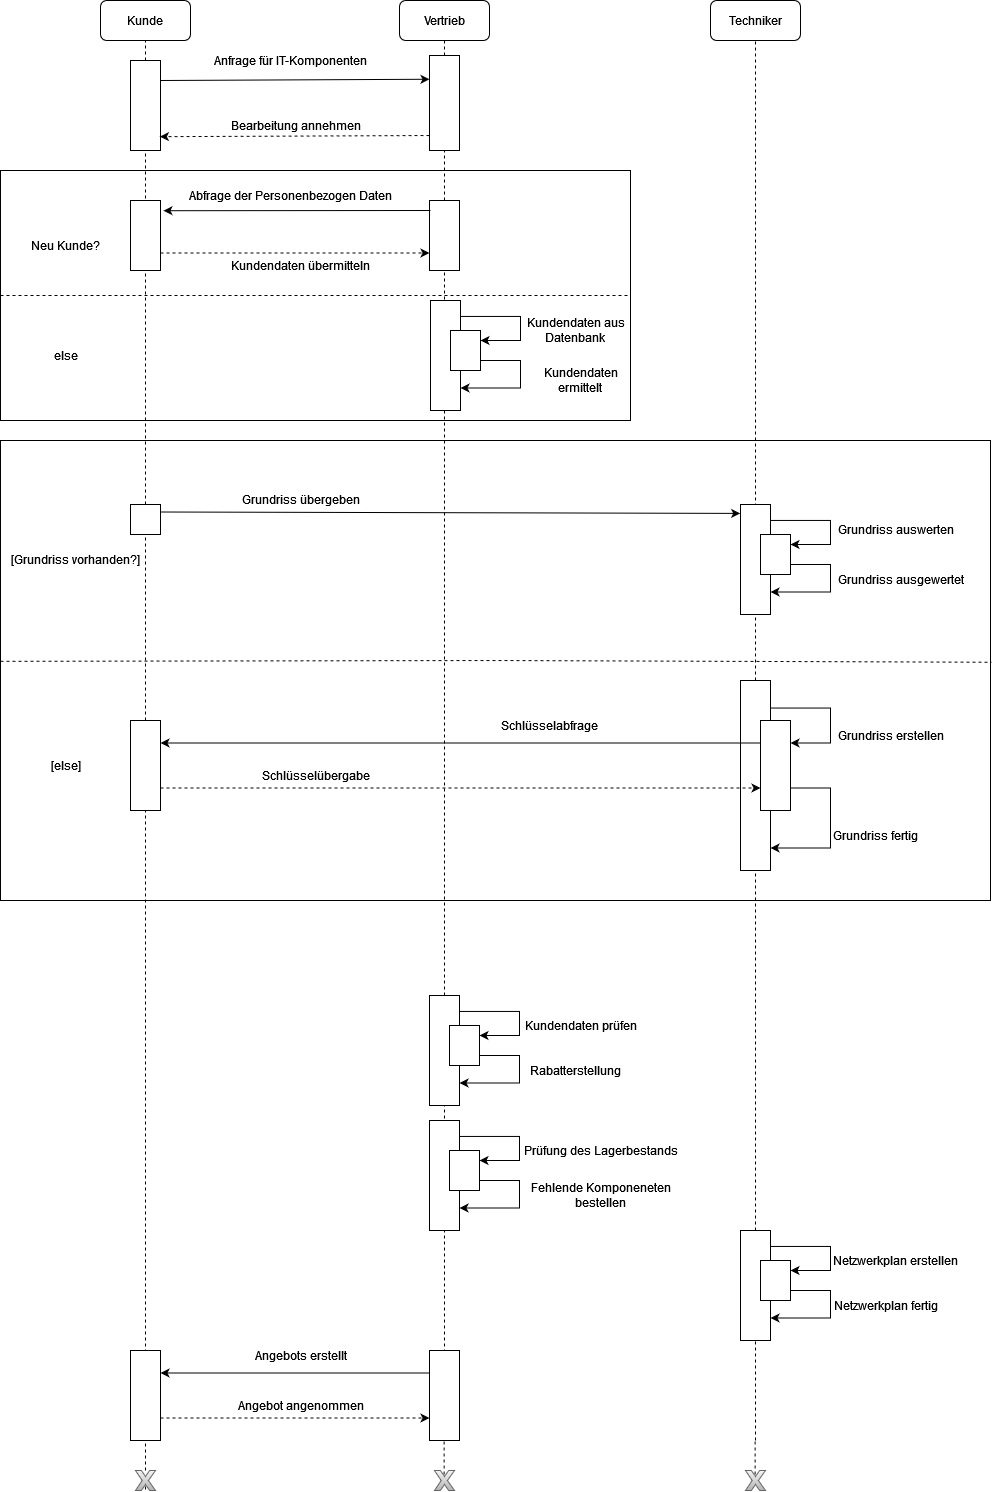 Kunde
Vertrieb
Techniker
Anfrage für IT-Komponenten
Bearbeitung annehmen
Abfrage der Personenbezogen Daten
Neu Kunde?
Kundendaten übermitteln
Kundendaten aus
Datenbank
else
Kundendaten
ermittelt
Grundriss übergeben
Grundriss auswerten
[Grundriss vorhanden?]
Grundriss ausgewertet
Schlüsselabfrage
Grundriss erstellen
[else]
Schlüsselübergabe
Grundriss fertig
Kundendaten prüfen
Rabatterstellung
Prüfung des Lagerbestands
Fehlende Komponeneten
bestellen
Netzwerkplan erstellen
Netzwerkplan fertig
Angebots erstellt
Angebot angenommen
X
X
X